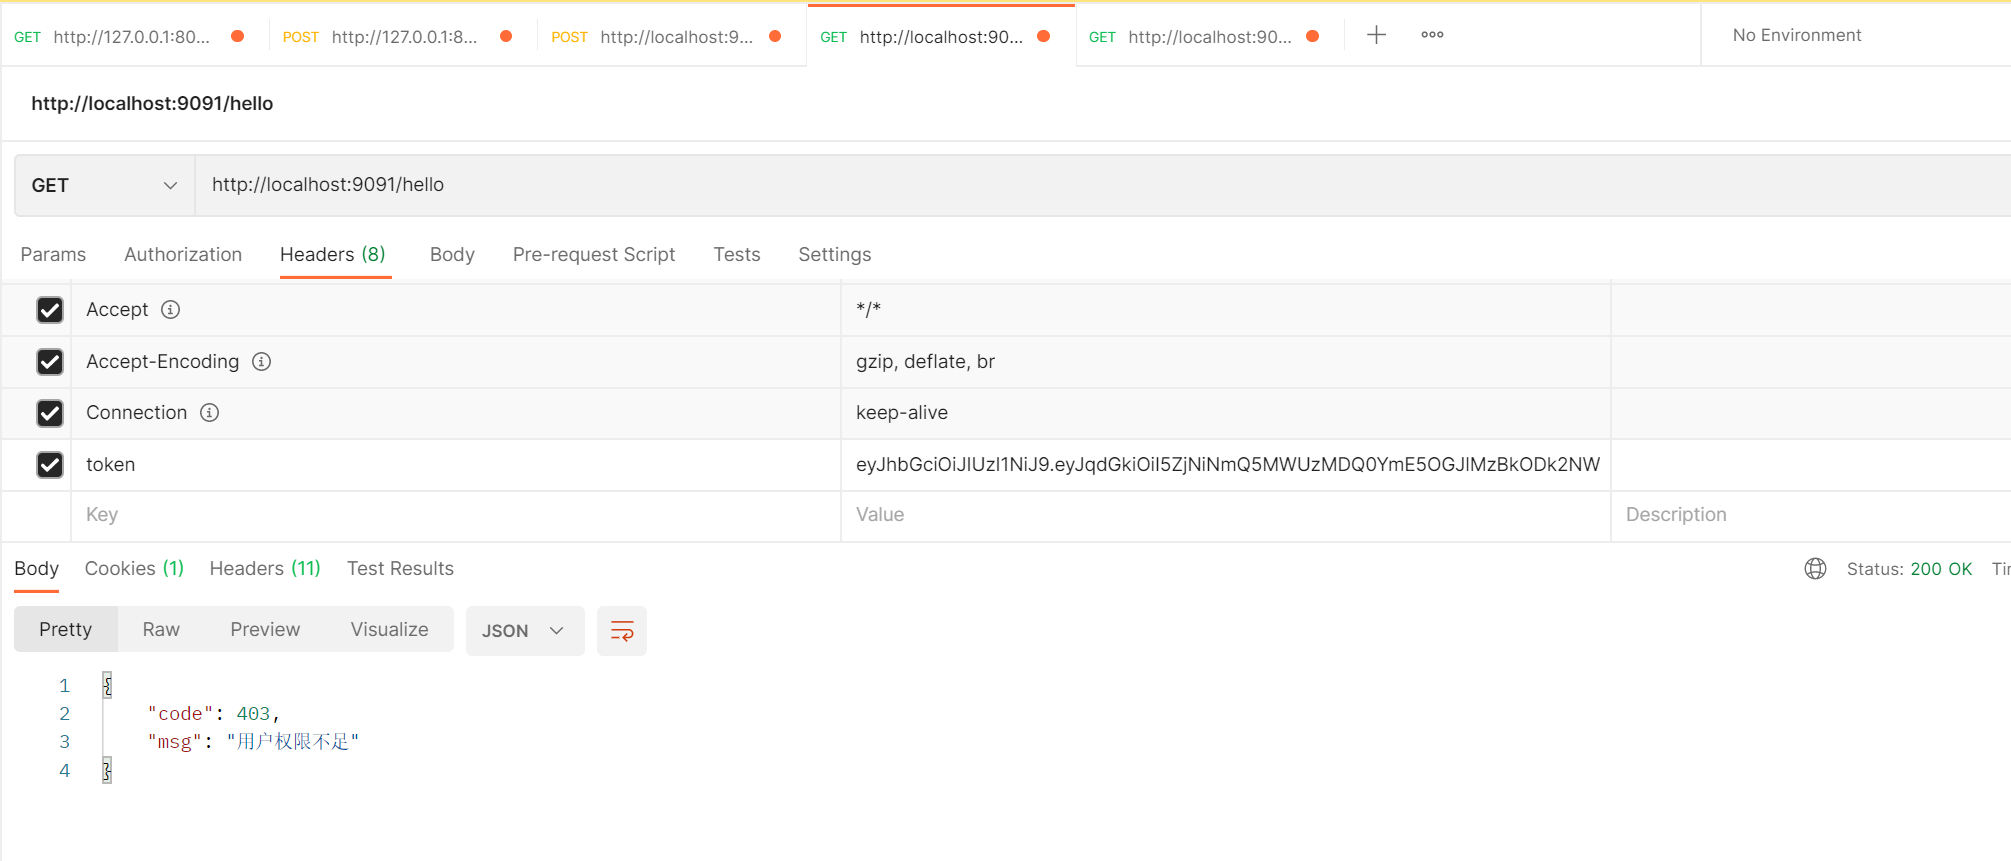 GET http://127.0.0.1:80... POST http://127.0.0.1:8... POST http://localhost:9... GET http://localhost:90... GET http://localhost:90... No Environment
http://localhost:9091/hello
GET http://localhost:9091/hello
Params Authorization Headers (8) Body Pre-request Script Tests Settings
Accept */*
Accept-Encoding gzip, deflate, br
Connection keep-alive
token eyJhbGciOiJIUzI1NiJ9.eyJqdGkiOiI5ZjNiNmQ5MWUzMDQ0YmE5OGJlMzBkODk2NW
Key Value Description
Body Cookies (1) Headers (11) Test Results Status: 200 OK Tir
Pretty Raw Preview Visualize JSON
1 {
2 "code": 403,
3 "msg": "用户权限不足"
4 }